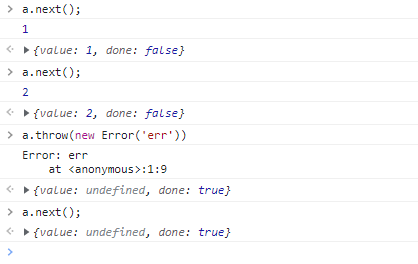 a.next();
1
{value: 1, done: false}
a.next();
2
{value: 2, done: false}
a.throw(new Error('err'))
Error: err
    at <anonymous>:1:9
{value: undefined, done: true}
a.next();
{value: undefined, done: true}